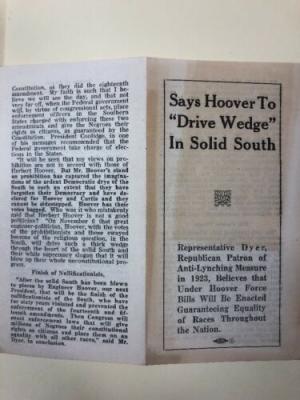 Constitution, as they did the eighteenth
amendment. My faith is such that I be-
lieve we will see the day, and that not
very far off, when the Federal government
will, by virtue of congressional acts, place
enforcement officers in the Southern
States charged with enforcing these two
amendments and give the Negroes their
rights as citizens, as guaranteed by the
Constitution. President Coolidge, in one
of his messages recommended that the
Federal government take charge of elec-
tions in the States.
"It will be seen that my views on pro-
hibition are not in accord with those of
Herbert Hoover. But Mr. Hoover's stand
on prohibition has captured the imagina-
tions of the ardent Democratic drys of the
South to such an extent that they have
forgotten their Democracy and have de-
clared for Hoover and Curtis and they
cannot be estopped. Hoover has their
votes bagged. Who was it who mistakenly
said that Herbert Hoover is not a good
politician? "On November 6 that great
engineer-politician, Hoover, with the votes
of the prohibitionists and those swayed
because of the religious question, in the
South, will drive such a thick wedge
through the heart of the solid South and
their white supremacy slogan that it will
blow up their whole unconstitutional pro-
gram.
Finish of Nullificationists,
"After the solid South has been blown
to pieces by Engineer Hoover, our next
President, that will be the finish of the
nullificationists of the South, who have
for sixty years violated and prevented the
enforcement of the fourteenth and fif-
teenth amendments. Then Congress will
enact enforcement laws that will give
millions of Negroes their constitutional
rights as citizens and place them on an
equality with all other races," said Mr.
Dyer, in conclusion.
Says Hoover To
"Drive Wedge"
In Solid South
Representative Dyer,
Republican Patron of
Anti-Lynching Measure
in 1923, Believes that
Under Hoover Force
Bills Will Be Enacted
Guaranteeing Equality
of Races Throughout
the Nation.